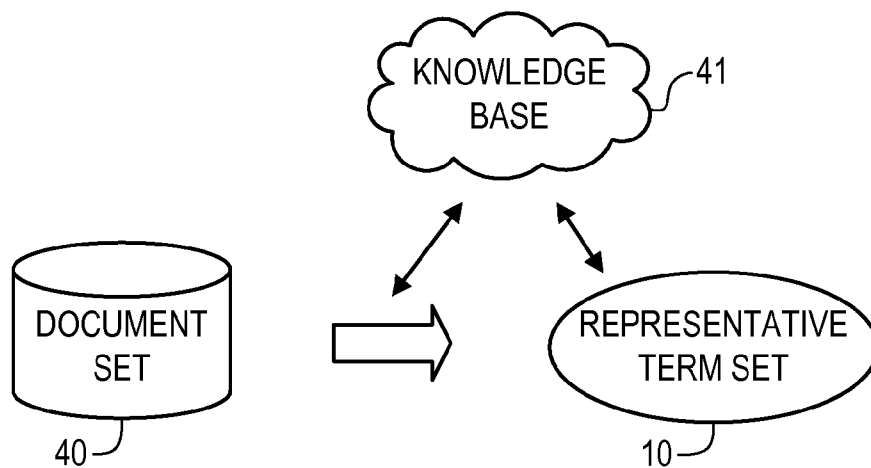 KNOWLEDGE
BASE
41
DOCUMENT
SET
40
REPRESENTATIVE
TERM SET
10